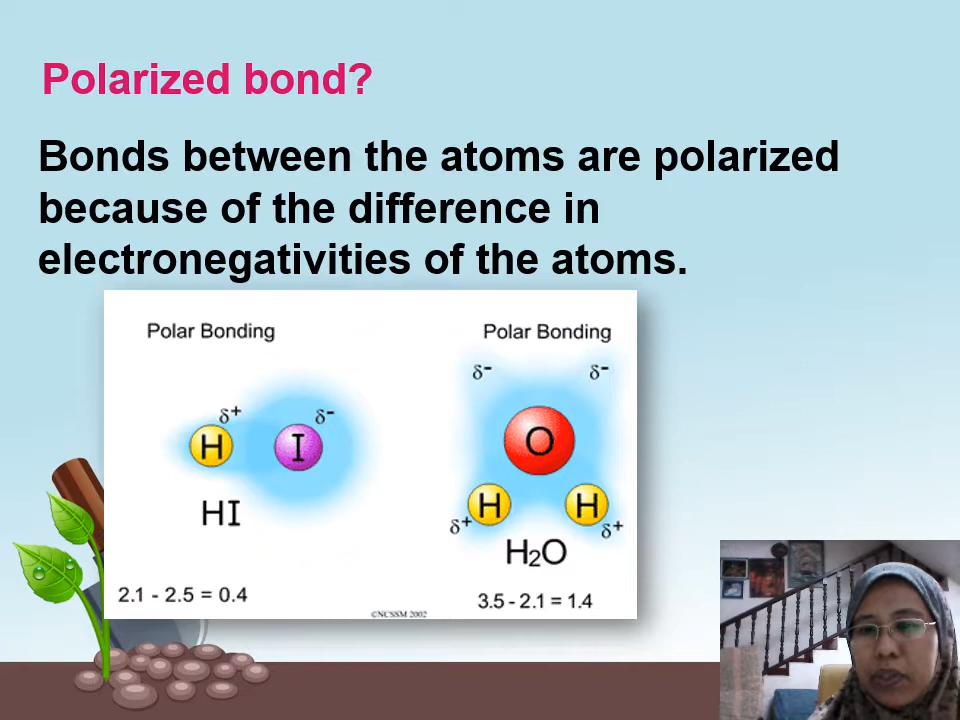 Polarized bond?
Bonds between the atoms are polarized
because of the difference in
electronegativities of the atoms.
Polar Bonding
δ+
δ-
H
I
HI
2.1 - 2.5 = 0.4
Polar Bonding
δ-
δ-
O
H
H
δ+
δ+
H2O
3.5 - 2.1 = 1.4
©NCSSM 2002